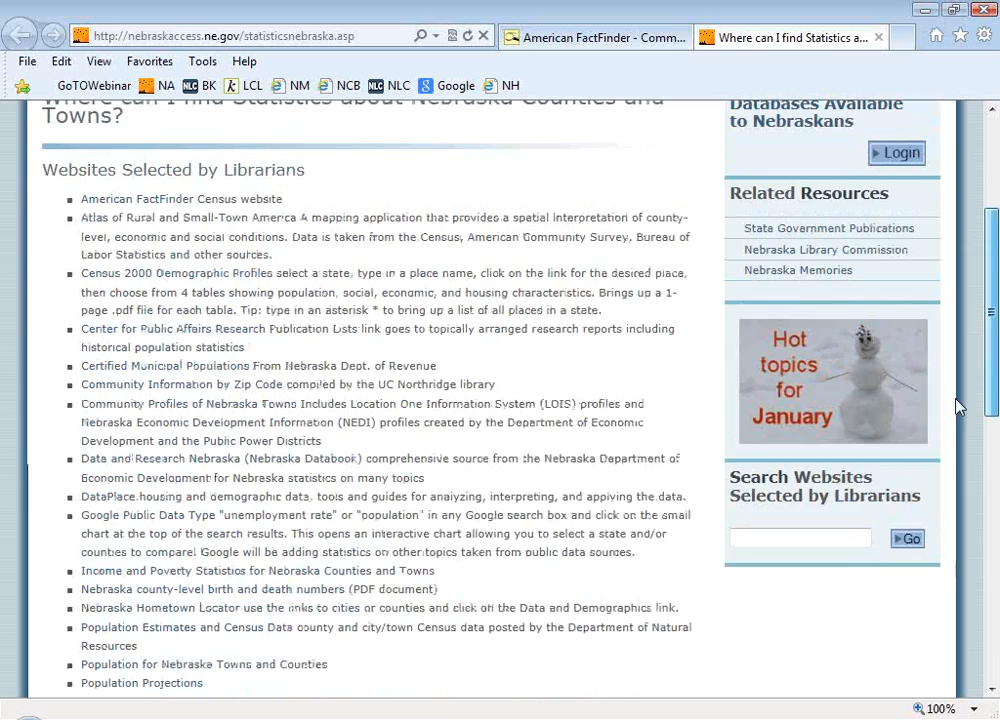 http://nebraskaccess.ne.gov/statisticsnebraska.asp
American FactFinder - Comm...
Where can I find Statistics a...
File Edit View Favorites Tools Help
GoTOWebinar NA NLC BK k LCL NM NCB NLC Google NH
Where can I find Statistics about Nebraska Counties and
Towns?
Websites Selected by Librarians
American FactFinder Census website
Atlas of Rural and Small-Town America A mapping application that provides a spatial interpretation of county-
level, economic and social conditions. Data is taken from the Census, American Community Survey, Bureau of
Labor Statistics and other sources.
Census 2000 Demographic Profiles select a state, type in a place name, click on the link for the desired place,
then choose from 4 tables showing population, social, economic, and housing characteristics. Brings up a 1-
page .pdf file for each table. Tip: type in an asterisk * to bring up a list of all places in a state.
Center for Public Affairs Research Publication Lists link goes to topically arranged research reports including
historical population statistics
Certified Municipal Populations From Nebraska Dept. of Revenue
Community Information by Zip Code compiled by the UC Northridge library
Community Profiles of Nebraska Towns Includes Location One Information System (LOIS) profiles and
Nebraska Economic Development Information (NEDI) profiles created by the Department of Economic
Development and the Public Power Districts
Data and Research Nebraska (Nebraska Databook) comprehensive source from the Nebraska Department of
Economic Development for Nebraska statistics on many topics
DataPlace housing and demographic data, tools and guides for analyzing, interpreting, and applying the data.
Google Public Data Type "unemployment rate" or "population" in any Google search box and click on the small
chart at the top of the search results. This opens an interactive chart allowing you to select a state and/or
counties to compare! Google will be adding statistics on other topics taken from public data sources.
Income and Poverty Statistics for Nebraska Counties and Towns
Nebraska county-level birth and death numbers (PDF document)
Nebraska Hometown Locator use the links to cities or counties and click on the Data and Demographics link.
Population Estimates and Census Data county and city/town Census data posted by the Department of Natural
Resources
Population for Nebraska Towns and Counties
Population Projections
Databases Available
to Nebraskans
Login
Related Resources
State Government Publications
Nebraska Library Commission
Nebraska Memories
Hot
topics
for
January
Search Websites
Selected by Librarians
Go
100%